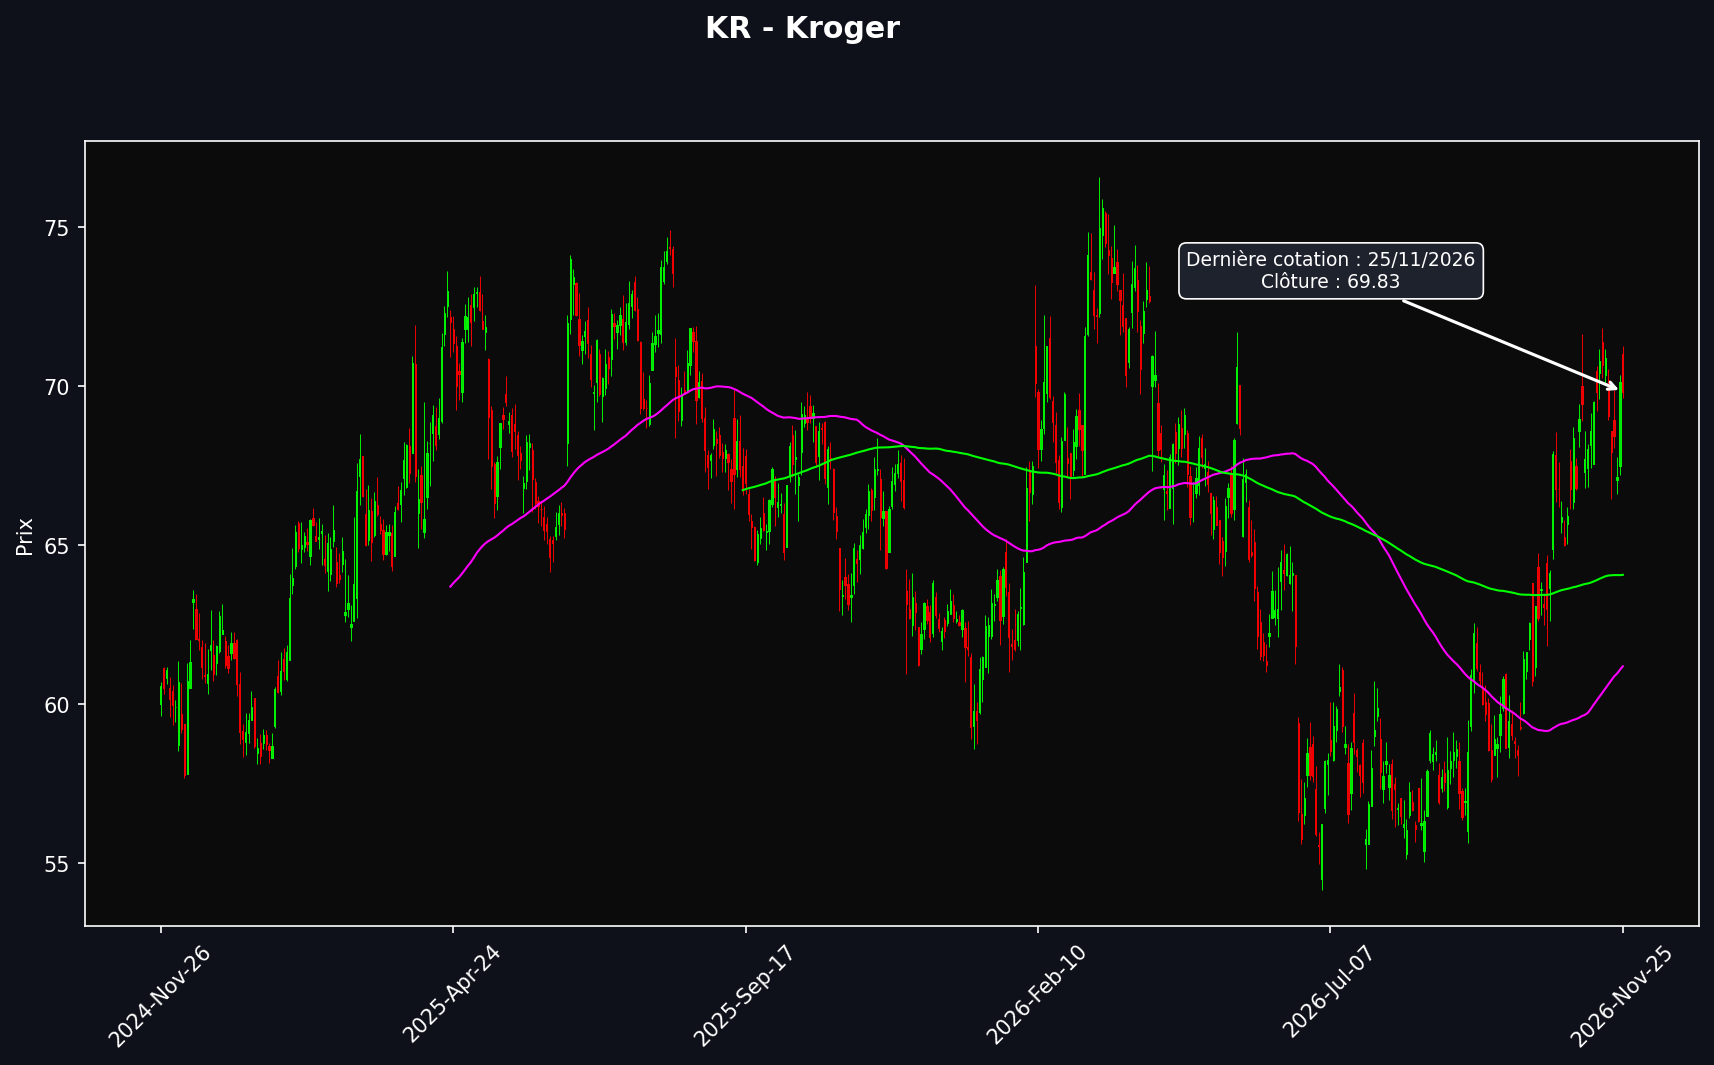 KR - Kroger
Prix
75
70
65
60
55
Dernière cotation : 25/11/2026
Clôture : 69.83
2024-Nov-26
2025-Apr-24
2025-Sep-17
2026-Feb-10
2026-Jul-07
2026-Nov-25